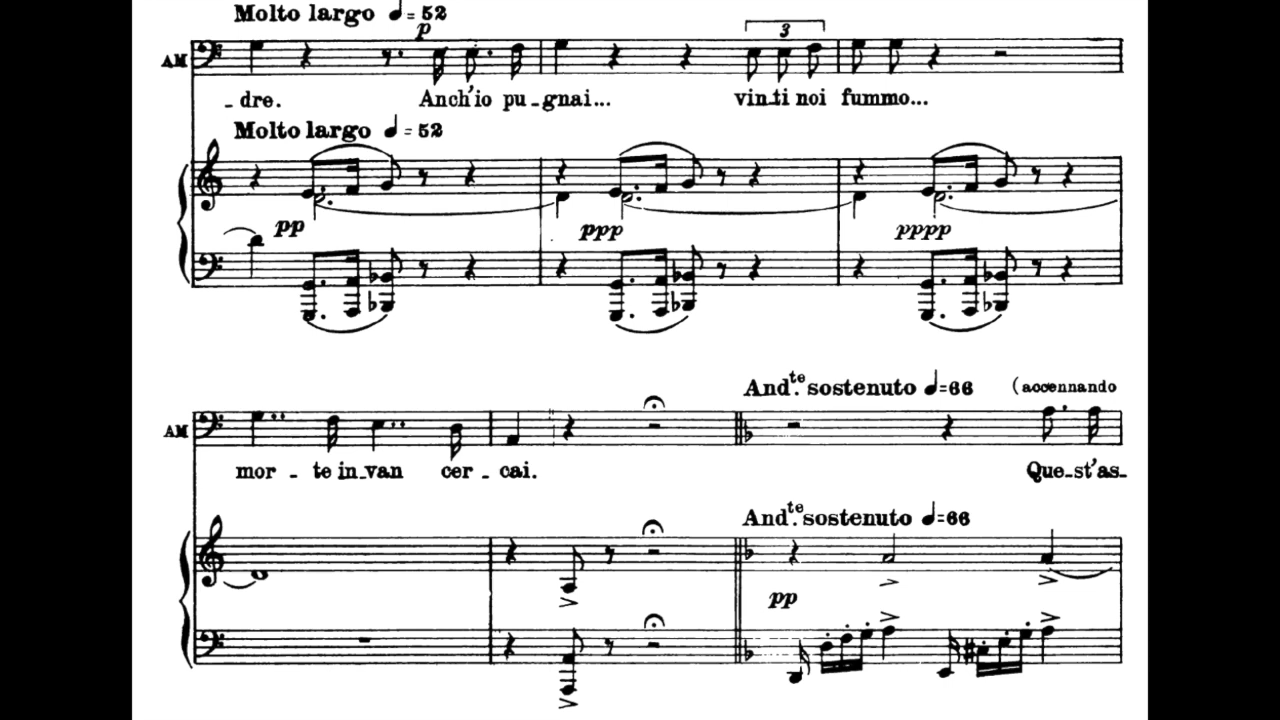 Molto largo ♩= 52
p
3
AM
- dre. Anch'io pu - gnai... vin - ti noi fummo...
Molto largo ♩ = 52
pp ppp pppp
And.te sostenuto ♩=66 (accennando
AM
mor - te in - van cer - cai. Que - st'as -
And.te sostenuto ♩=66
pp